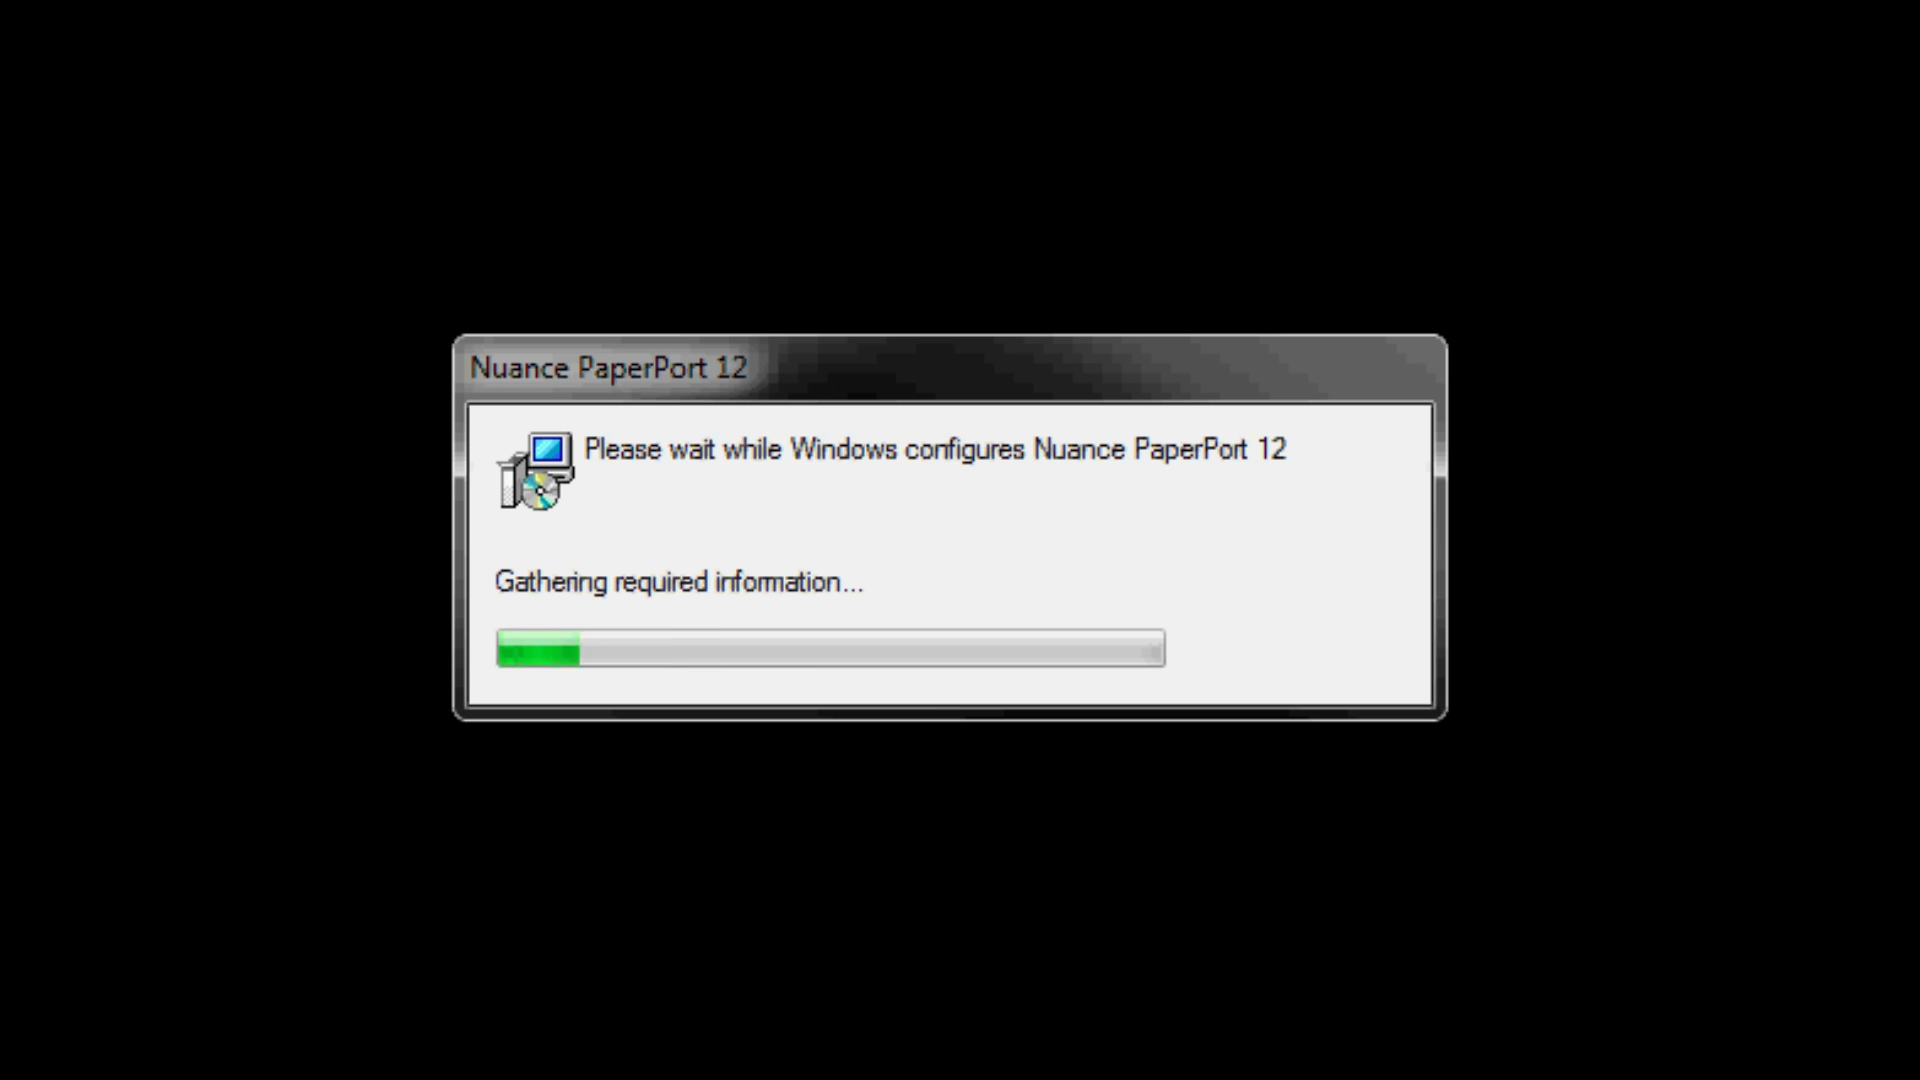 Nuance PaperPort 12
Please wait while Windows configures Nuance PaperPort 12
Gathering required information...